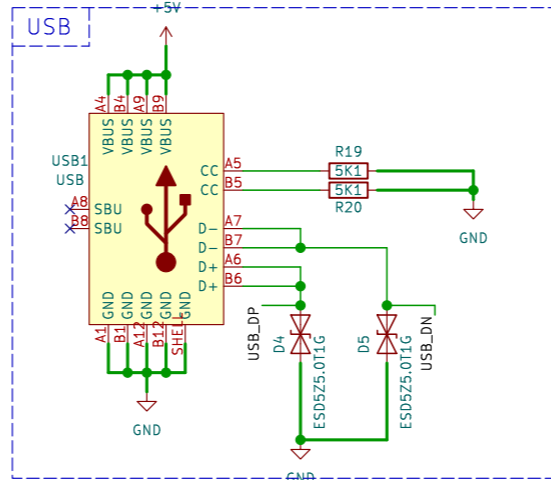 +5V
USB
A4
B4
A9
B9
VBUS
VBUS
VBUS
VBUS
USB1
USB
A8
SBU
B8
SBU
CC
A5
CC
B5
R19
5K1
5K1
R20
GND
D-
A7
D-
B7
D+
A6
D+
B6
GND
GND
GND
GND
GND
A1
B1
A12
B12
SHELL
USB_DP
D4
ESD5Z5.0T1G
D5
ESD5Z5.0T1G
USB_DN
GND
GND